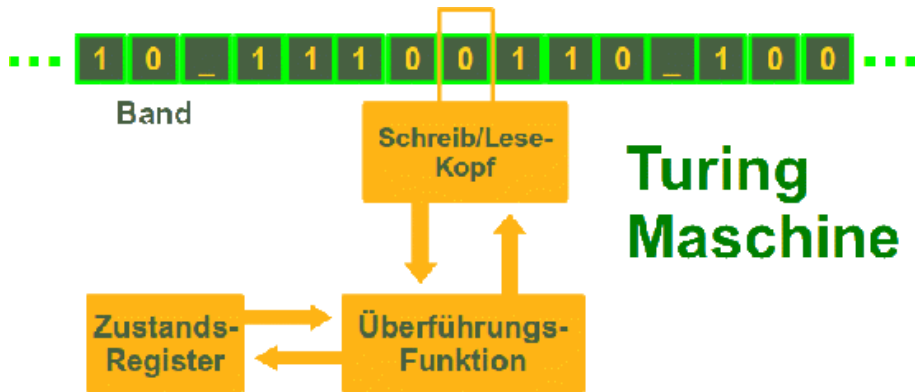 1 0 _ 1 1 1 0 0 1 1 0 _ 1 0 0
Band
Schreib/Lese-
Kopf
Turing
Maschine
Zustands-
Register
Überführungs-
Funktion